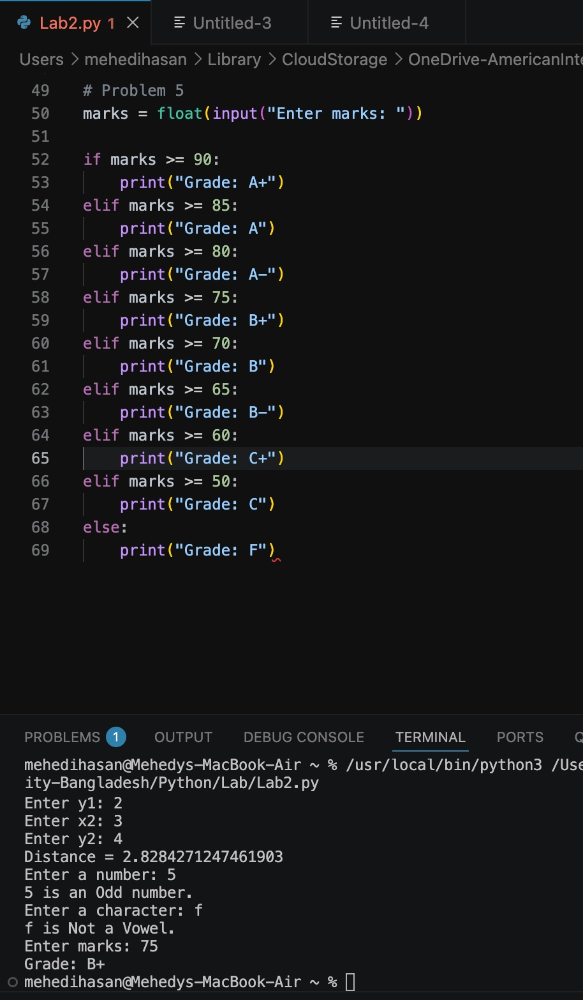 Lab2.py 1
Untitled-3
Untitled-4
Users > mehedihasan > Library > CloudStorage > OneDrive-AmericanInte
49 # Problem 5
50 marks = float(input("Enter marks: "))
51
52 if marks >= 90:
53     print("Grade: A+")
54 elif marks >= 85:
55     print("Grade: A")
56 elif marks >= 80:
57     print("Grade: A-")
58 elif marks >= 75:
59     print("Grade: B+")
60 elif marks >= 70:
61     print("Grade: B")
62 elif marks >= 65:
63     print("Grade: B-")
64 elif marks >= 60:
65     print("Grade: C+")
66 elif marks >= 50:
67     print("Grade: C")
68 else:
69     print("Grade: F")
PROBLEMS 1 OUTPUT DEBUG CONSOLE TERMINAL PORTS
mehedihasan@Mehedys-MacBook-Air ~ % /usr/local/bin/python3 /Use
ity-Bangladesh/Python/Lab/Lab2.py
Enter y1: 2
Enter x2: 3
Enter y2: 4
Distance = 2.8284271247461903
Enter a number: 5
5 is an Odd number.
Enter a character: f
f is Not a Vowel.
Enter marks: 75
Grade: B+
mehedihasan@Mehedys-MacBook-Air ~ %